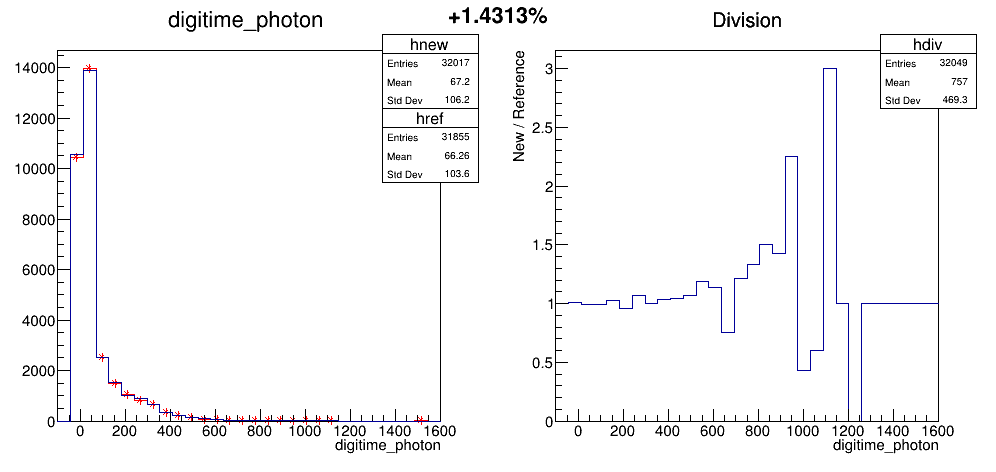 +1.4313%
digitime_photon
hnew
Entries 32017
Mean 67.2
Std Dev 106.2
href
Entries 31855
Mean 66.26
Std Dev 103.6
14000
12000
10000
8000
6000
4000
2000
0
0 200 400 600 800 1000 1200 1400 1600
digitime_photon
Division
hdiv
Entries 32049
Mean 757
Std Dev 469.3
New / Reference
3
2.5
2
1.5
1
0.5
0
0 200 400 600 800 1000 1200 1400 1600
digitime_photon